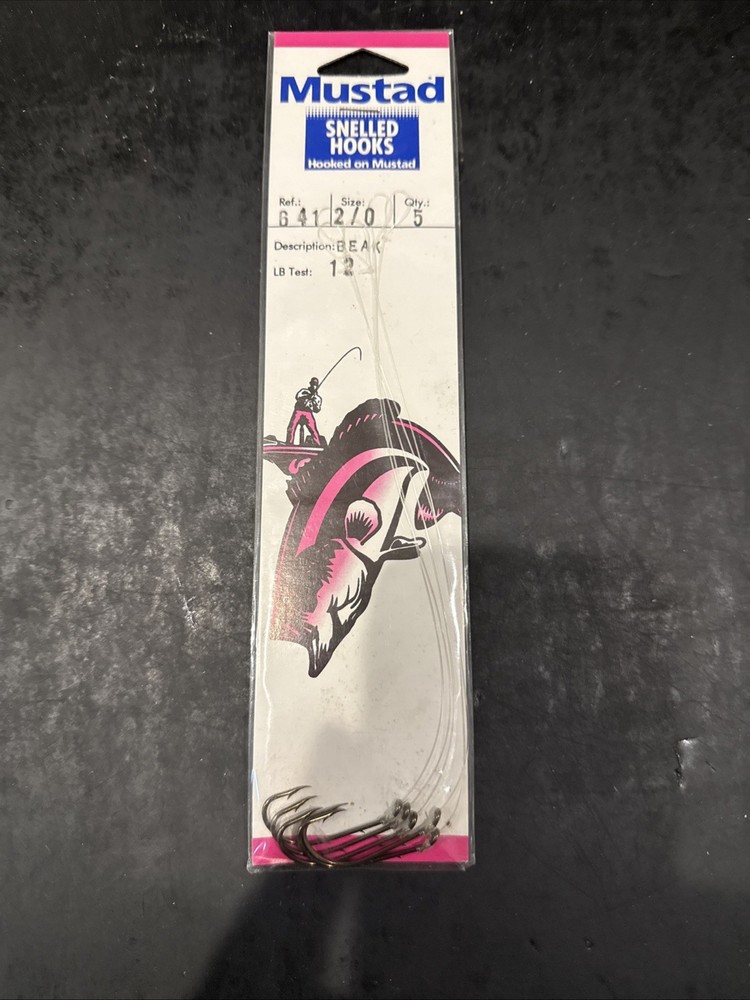 Mustad
SNELLED
HOOKS
Hooked on Mustad
Ref.: Size: Qty.:
641 2/0 5
Description: BEAK
LB Test: 12